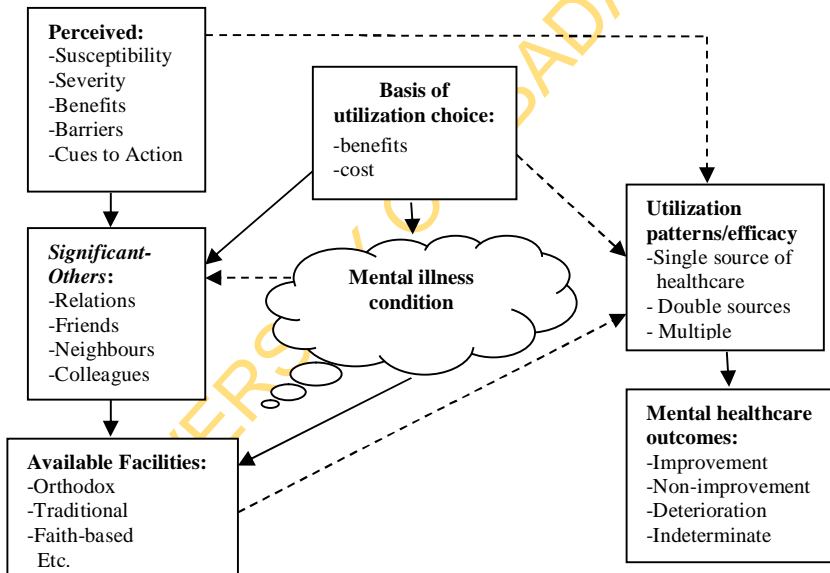 Perceived:
-Susceptibility
-Severity
-Benefits
-Barriers
-Cues to Action
Basis of
utilization choice:
-benefits
-cost
Significant-
Others:
-Relations
-Friends
-Neighbours
-Colleagues
Mental illness
condition
Utilization
patterns/efficacy
-Single source of
healthcare
- Double sources
- Multiple
Available Facilities:
-Orthodox
-Traditional
-Faith-based
Etc.
Mental healthcare
outcomes:
-Improvement
-Non-improvement
-Deterioration
-Indeterminate